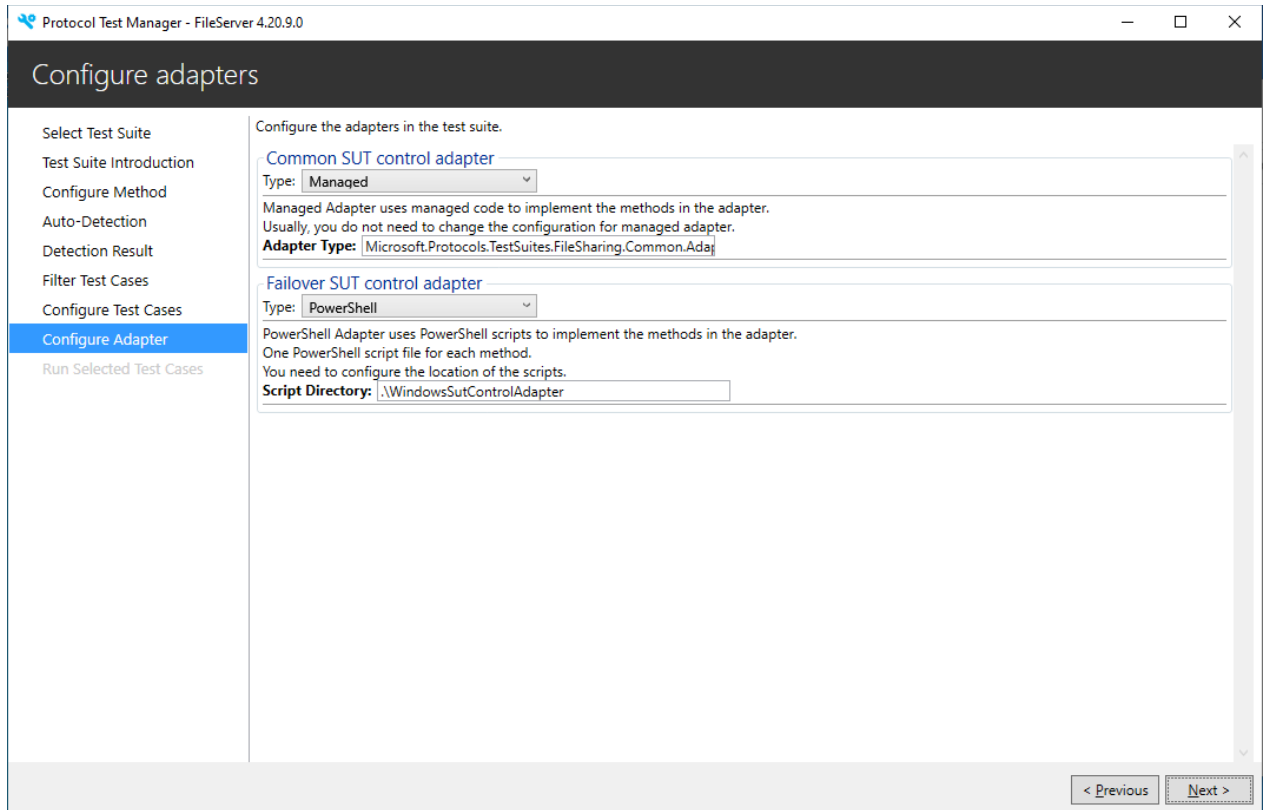 Protocol Test Manager - FileServer 4.20.9.0
Configure adapters
Select Test Suite
Test Suite Introduction
Configure Method
Auto-Detection
Detection Result
Filter Test Cases
Configure Test Cases
Configure Adapter
Run Selected Test Cases
Configure the adapters in the test suite.
Common SUT control adapter
Type: Managed
Managed Adapter uses managed code to implement the methods in the adapter.
Usually, you do not need to change the configuration for managed adapter.
Adapter Type: Microsoft.Protocols.TestSuites.FileSharing.Common.Adap
Failover SUT control adapter
Type: PowerShell
PowerShell Adapter uses PowerShell scripts to implement the methods in the adapter.
One PowerShell script file for each method.
You need to configure the location of the scripts.
Script Directory: .\WindowsSutControlAdapter
< Previous
Next >